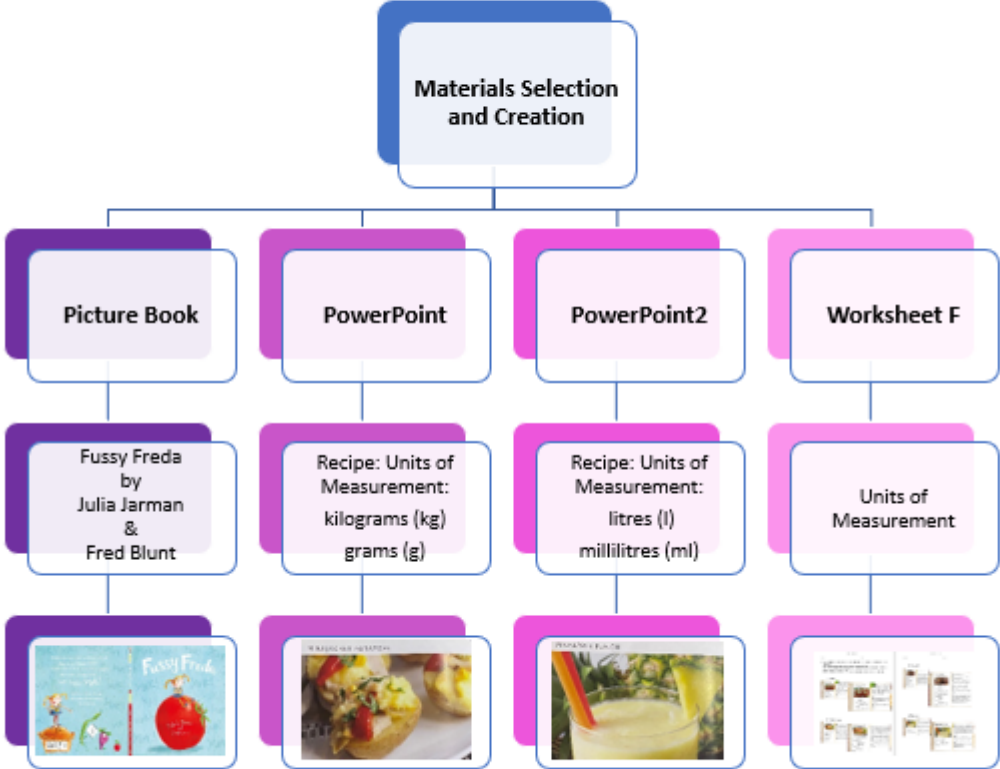 Materials Selection
and Creation
Picture Book
PowerPoint
PowerPoint2
Worksheet F
Fussy Freda
by
Julia Jarman
&
Fred Blunt
Recipe: Units of
Measurement:
kilograms (kg)
grams (g)
Recipe: Units of
Measurement:
litres (l)
millilitres (ml)
Units of
Measurement
Fussy Freda